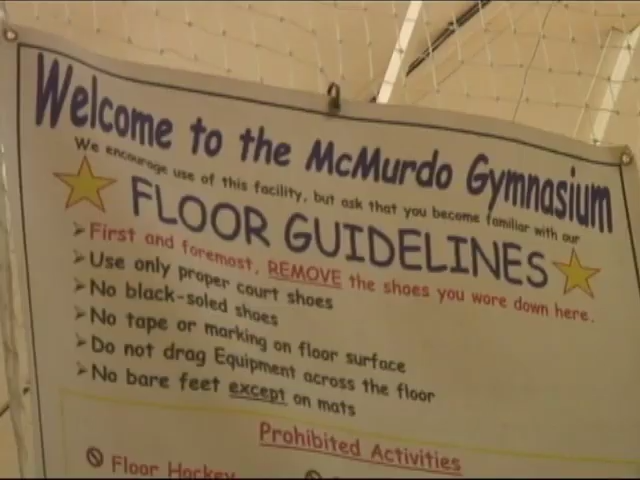 Welcome to the McMurdo Gymnasium
We encourage use of this facility, but ask that you become familiar with our
FLOOR GUIDELINES
First and foremost, REMOVE the shoes you wore down here.
Use only proper court shoes
No black-soled shoes
No tape or marking on floor surface
Do not drag Equipment across the floor
No bare feet except on mats
Prohibited Activities
Floor Hockey